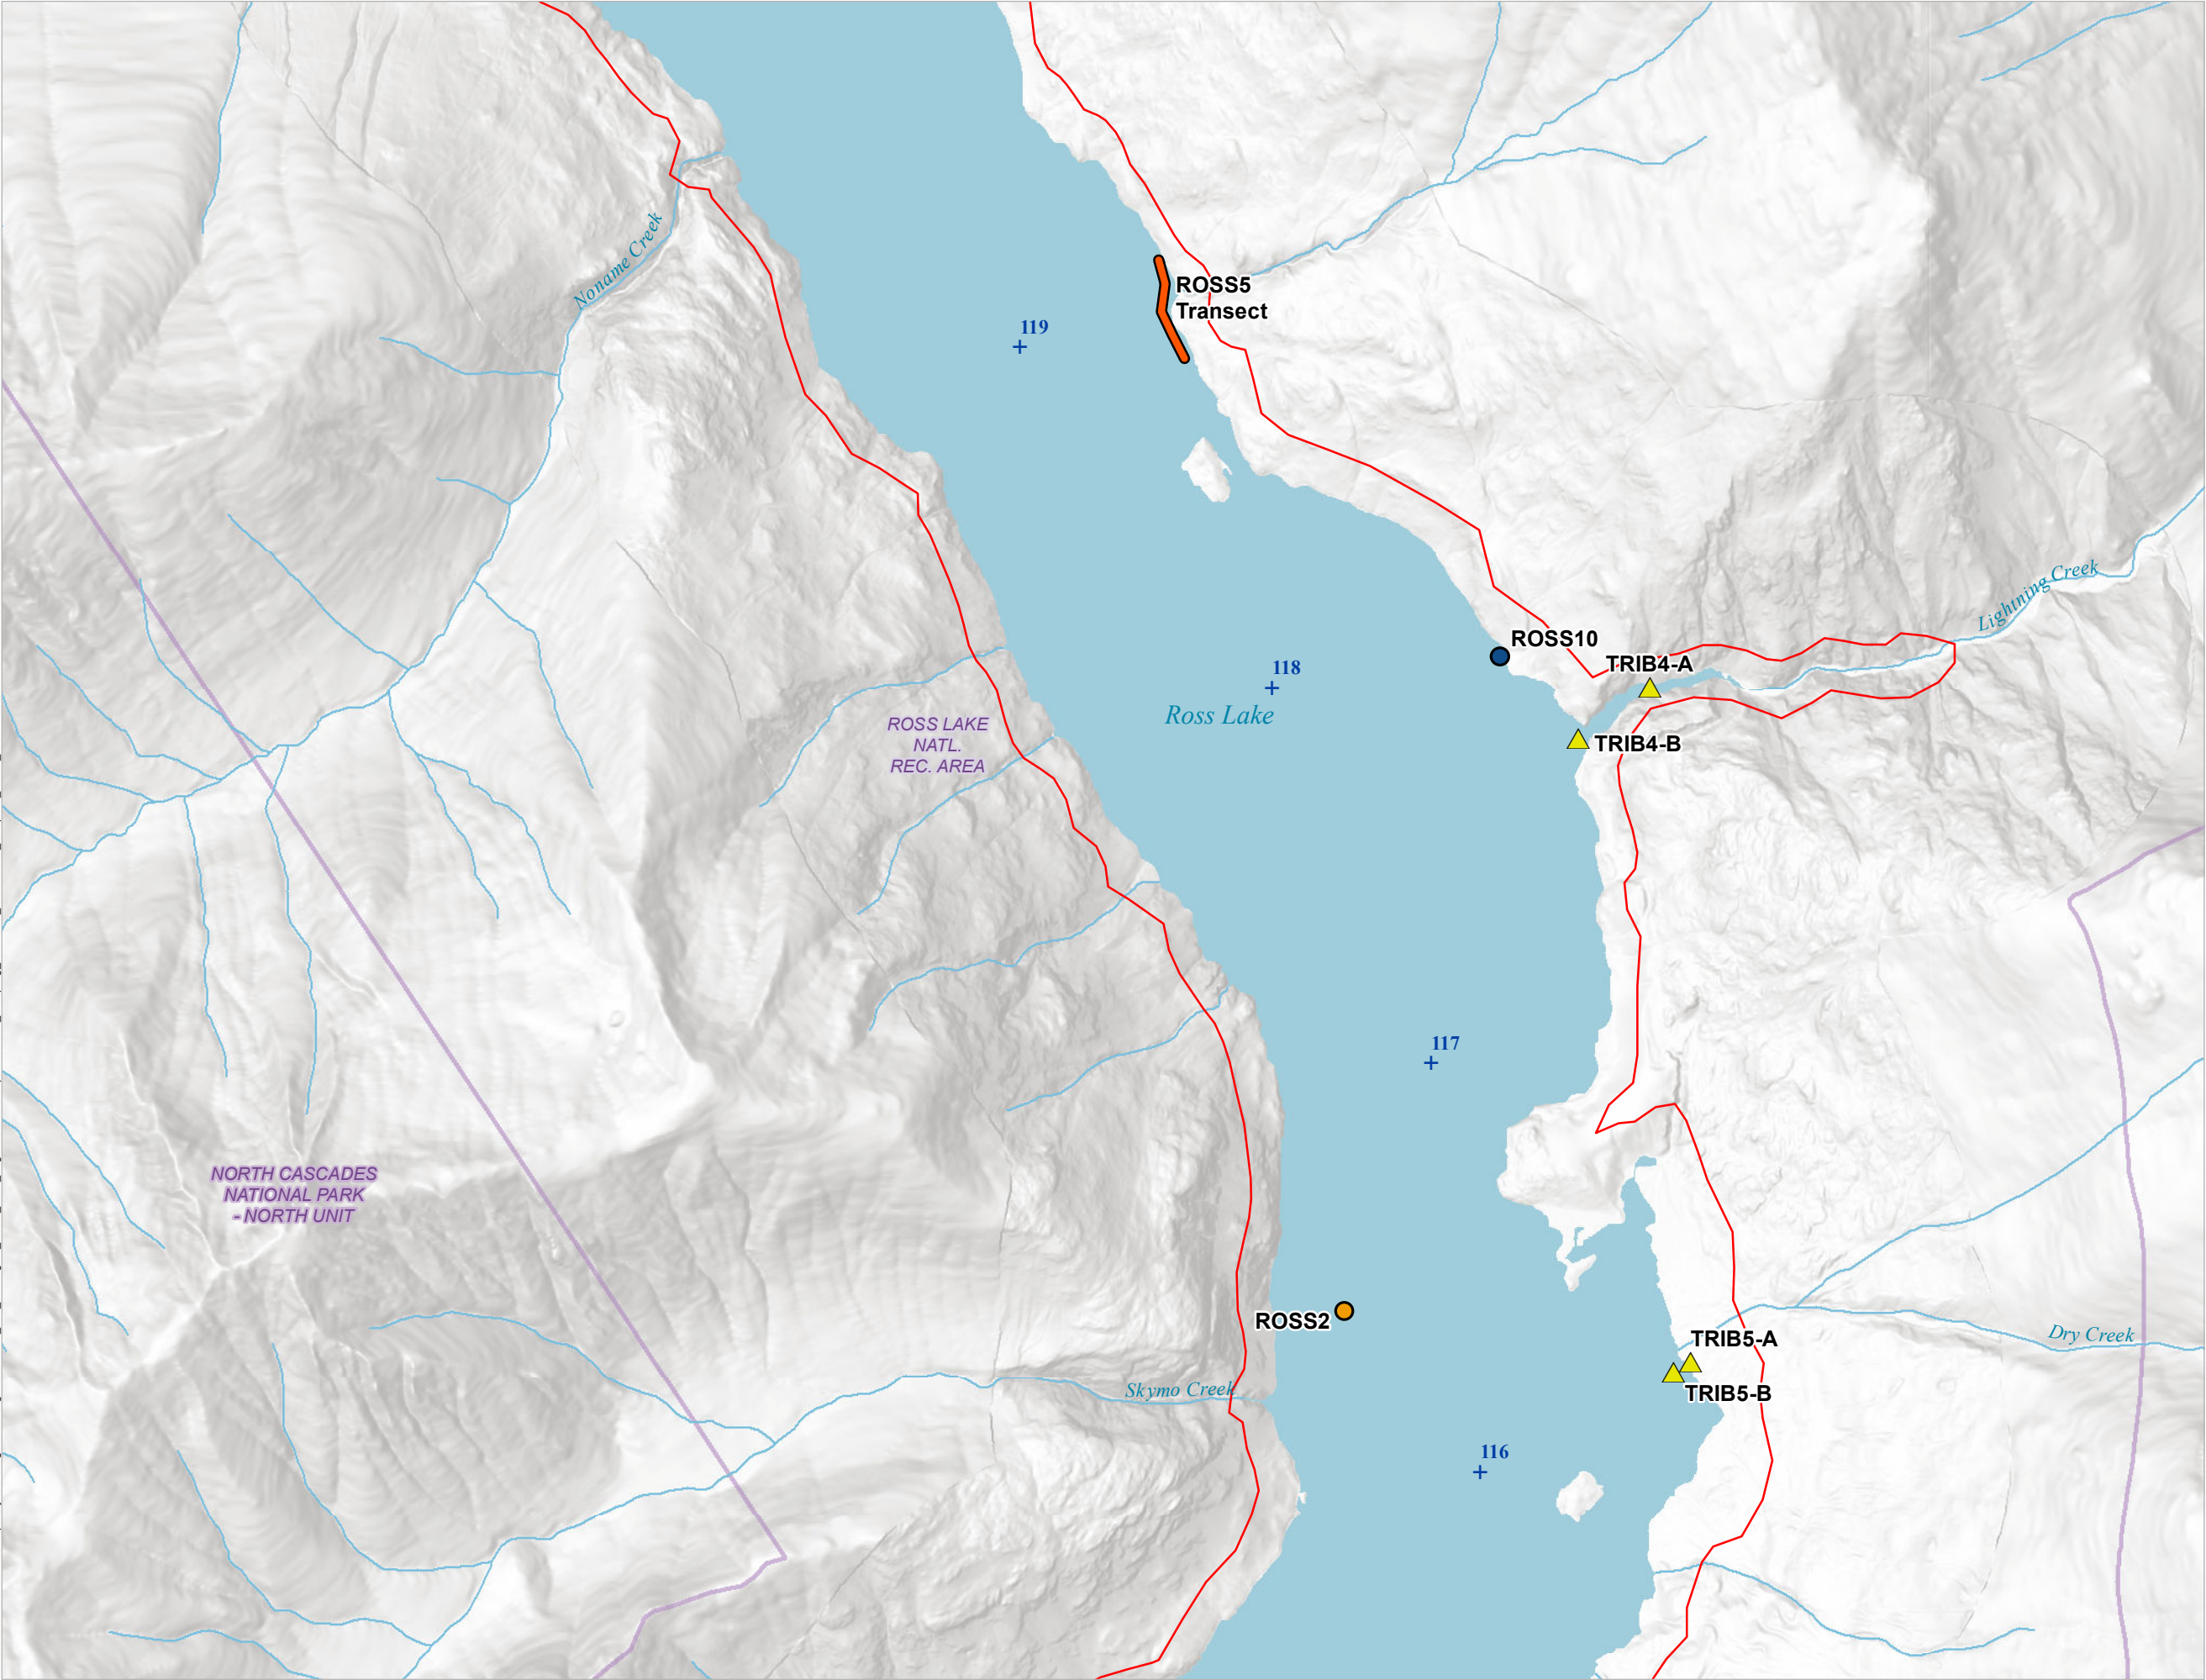 Noname Creek
ROSS5
Transect
119
Lightning Creek
ROSS10
TRIB4-A
118
Ross Lake
ROSS LAKE
NATL.
REC. AREA
TRIB4-B
117
NORTH CASCADES
NATIONAL PARK
- NORTH UNIT
ROSS2
Dry Creek
TRIB5-A
Skymo Creek
TRIB5-B
116